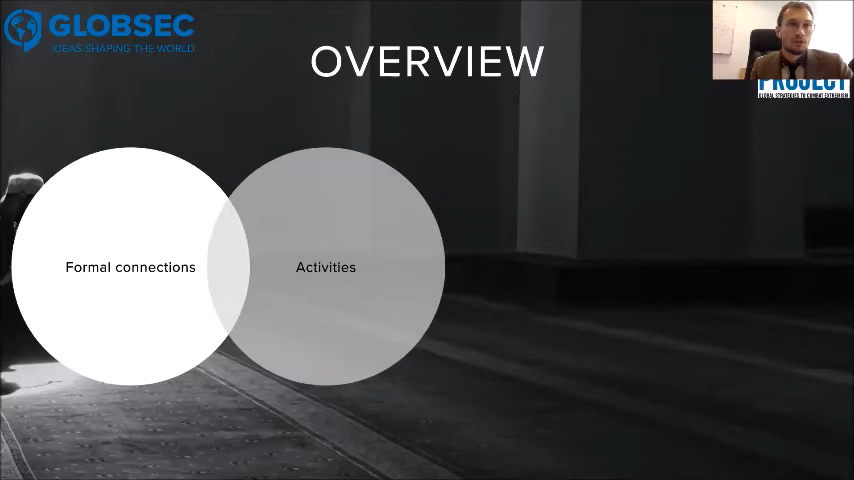 GLOBSEC
IDEAS SHAPING THE WORLD
OVERVIEW
PROJECT
GLOBAL STRATEGIES TO COMBAT EXTREMISM
Formal connections
Activities